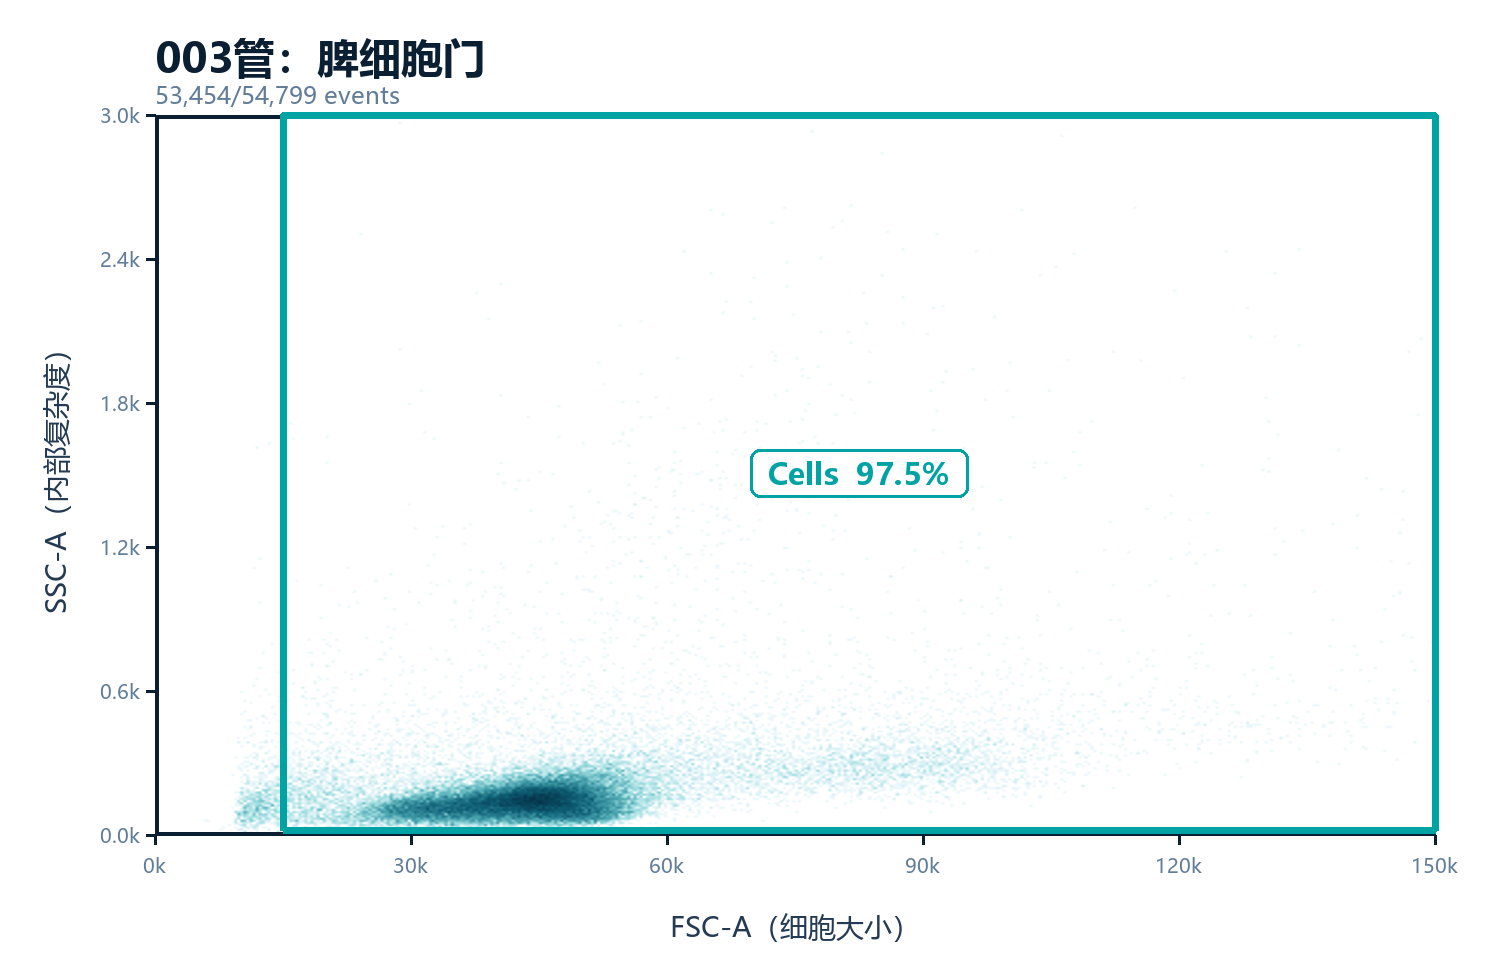 003管：脾细胞门
53,454/54,799 events
3.0k
2.4k
1.8k
1.2k
0.6k
0.0k
SSC-A（内部复杂度）
Cells 97.5%
0k
30k
60k
90k
120k
150k
FSC-A（细胞大小）